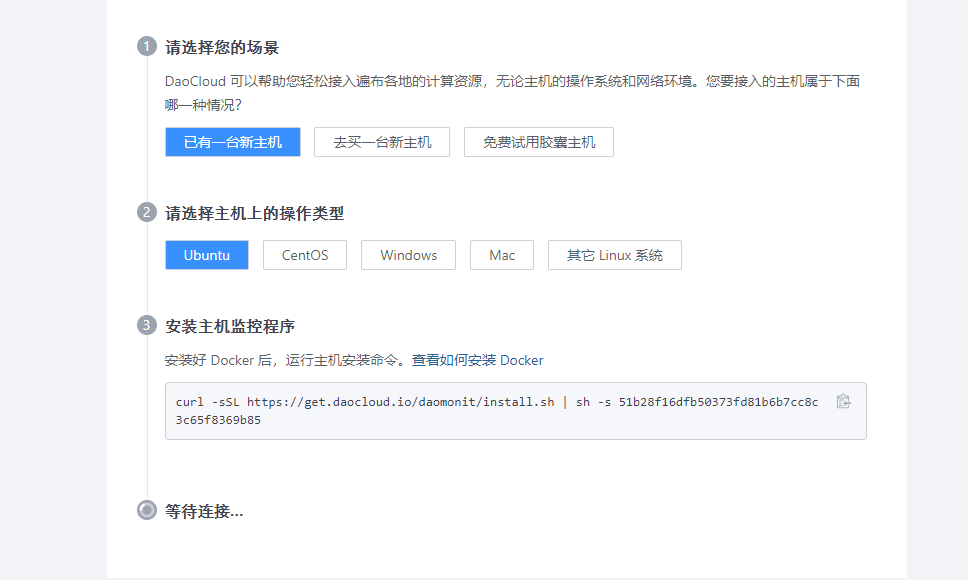 1 请选择您的场景
DaoCloud 可以帮助您轻松接入遍布各地的计算资源，无论主机的操作系统和网络环境。您要接入的主机属于下面
哪一种情况？
已有一台新主机 去买一台新主机 免费试用胶囊主机
2 请选择主机上的操作类型
Ubuntu CentOS Windows Mac 其它 Linux 系统
3 安装主机监控程序
安装好 Docker 后，运行主机安装命令。查看如何安装 Docker
curl -sSL https://get.daocloud.io/daomonit/install.sh | sh -s 51b28f16dfb50373fd81b6b7cc8c
3c65f8369b85
等待连接...